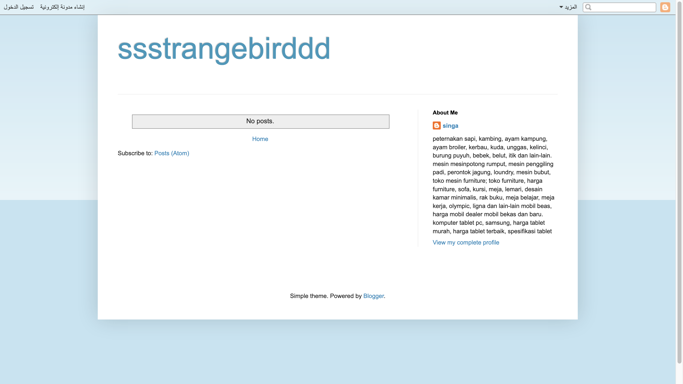 تسجيل الدخول إنشاء مدونة إلكترونية المزيد
ssstrangebirddd
No posts.
Home
Subscribe to: Posts (Atom)
About Me
singa
peternakan sapi, kambing, ayam kampung,
ayam broiler, kerbau, kuda, unggas, kelinci,
burung puyuh, bebek, belut, itik dan lain-lain.
mesin mesinpotong rumput, mesin penggiling
padi, perontok jagung, loundry, mesin bubut,
toko mesin furniture; toko furniture, harga
furniture, sofa, kursi, meja, lemari, desain
kamar minimalis, rak buku, meja belajar, meja
kerja, olympic, ligna dan lain-lain mobil beas,
harga mobil dealer mobil bekas dan baru.
komputer tablet pc, samsung, harga tablet
murah, harga tablet terbaik, spesifikasi tablet
View my complete profile
Simple theme. Powered by Blogger.